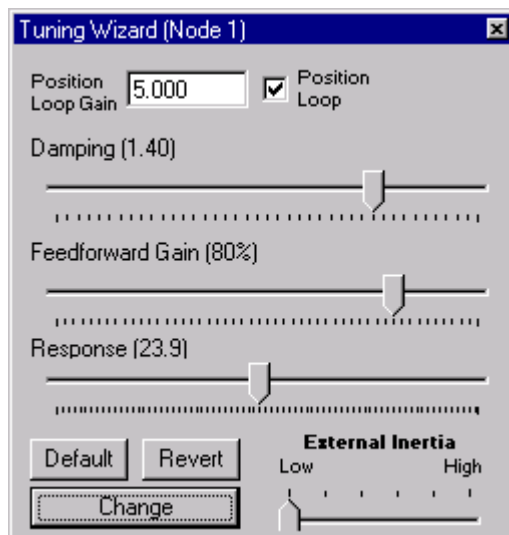 Tuning Wizard (Node 1)
Position
Loop Gain
5.000
Position
Loop
Damping (1.40)
Feedforward Gain (80%)
Response (23.9)
Default
Revert
External Inertia
Low
High
Change